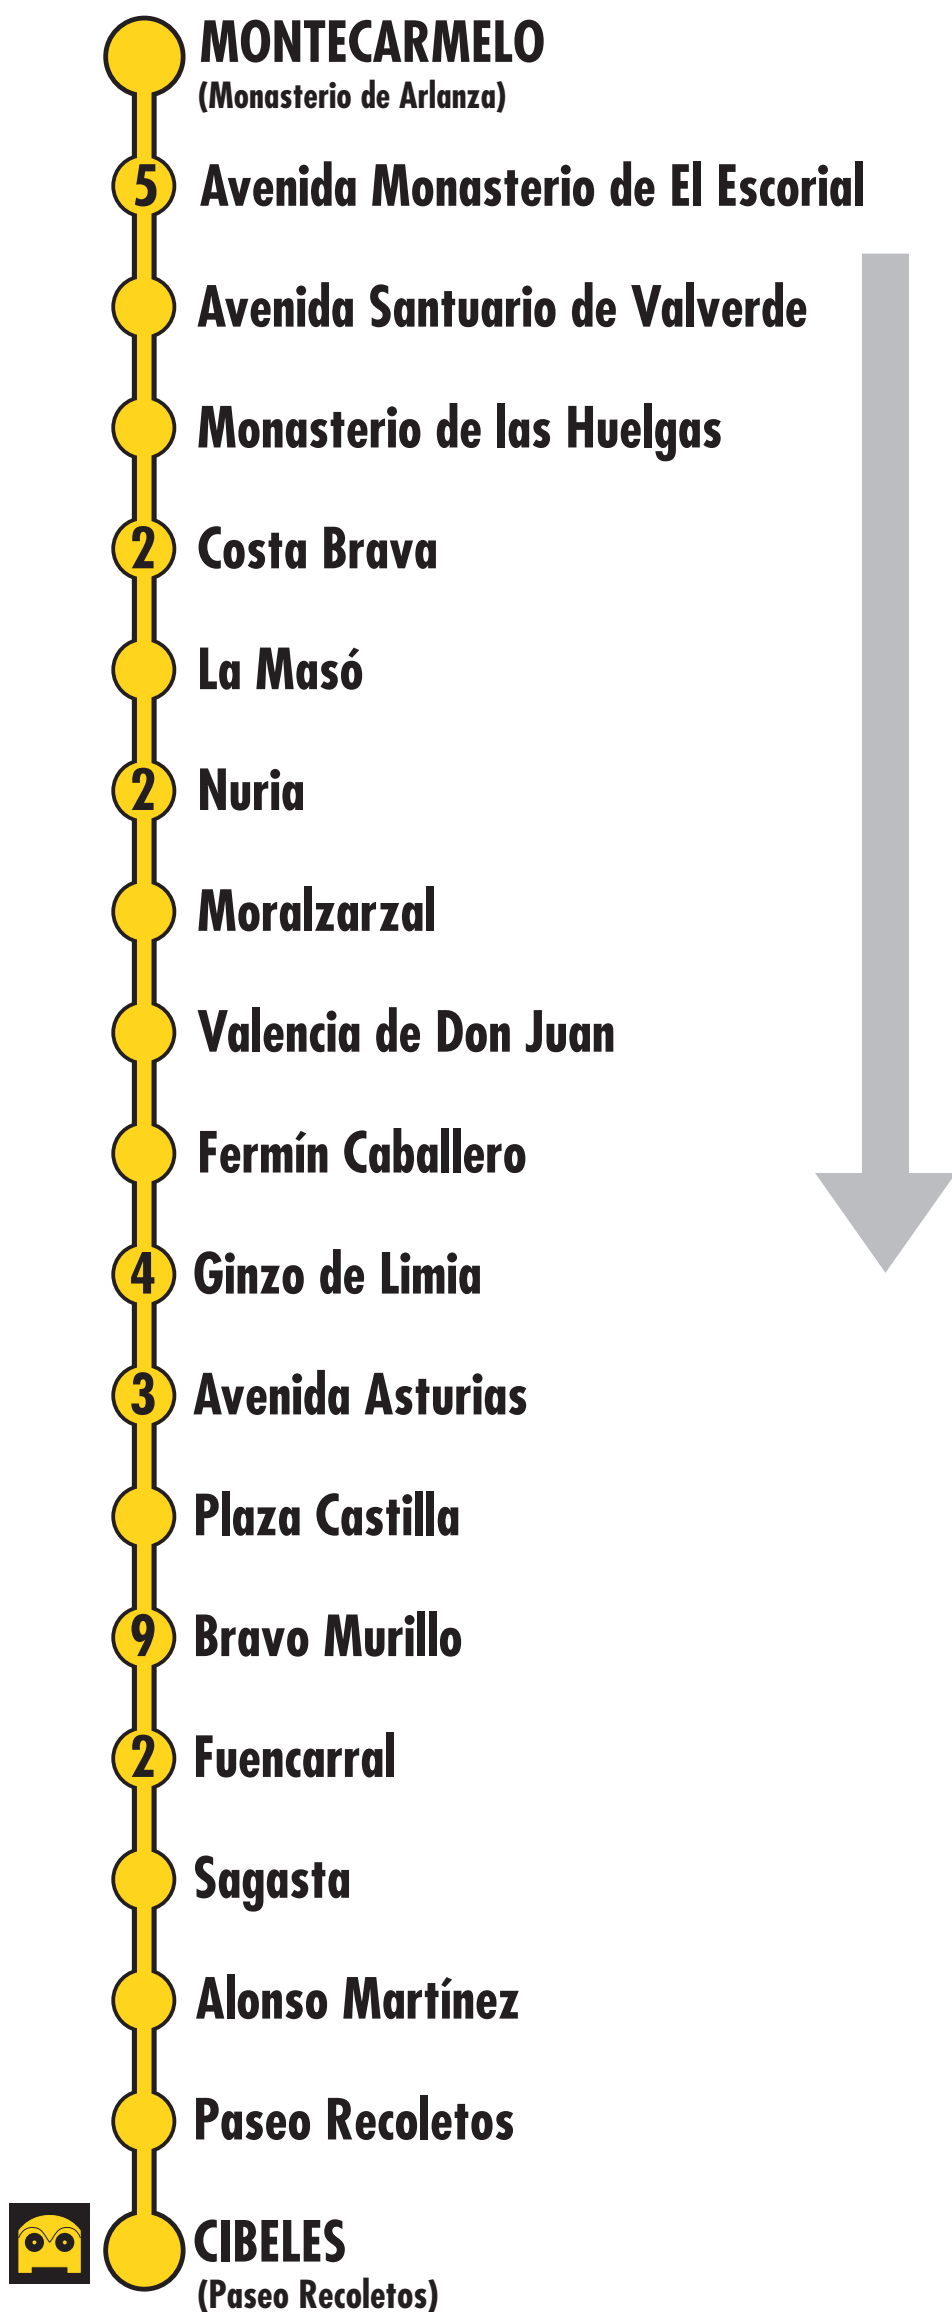 MONTECARMELO
(Monasterio de Arlanza)
5 Avenida Monasterio de El Escorial
Avenida Santuario de Valverde
Monasterio de las Huelgas
2 Costa Brava
La Masó
2 Nuria
Moralzarzal
Valencia de Don Juan
Fermín Caballero
4 Ginzo de Limia
3 Avenida Asturias
Plaza Castilla
9 Bravo Murillo
2 Fuencarral
Sagasta
Alonso Martínez
Paseo Recoletos
CIBELES
(Paseo Recoletos)